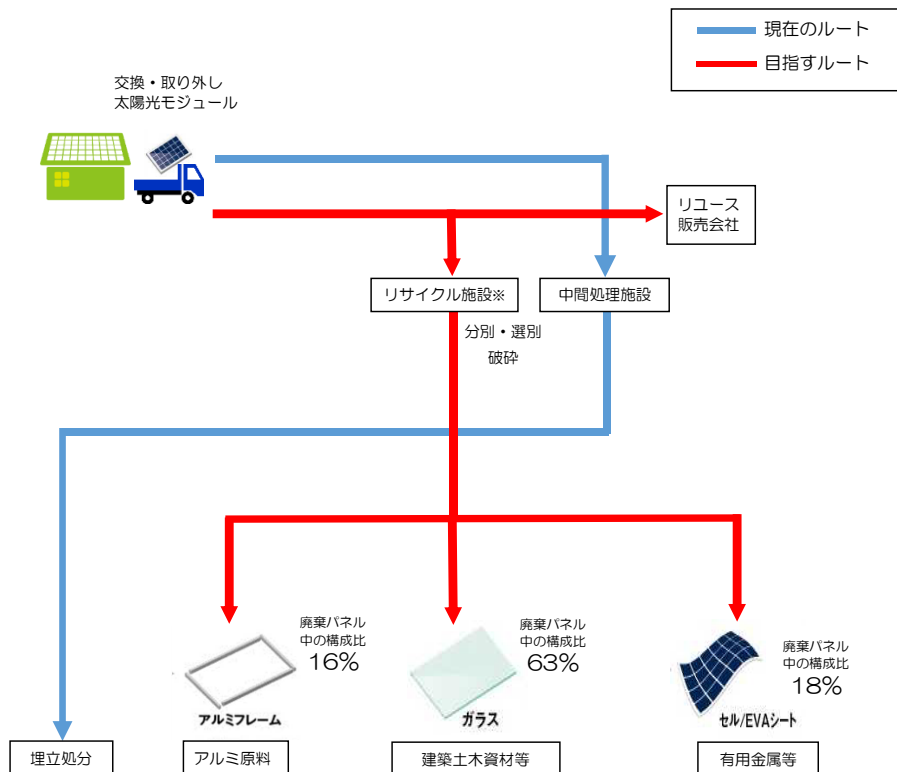 現在のルート
目指すルート
交換・取り外し
太陽光モジュール
リユース
販売会社
リサイクル施設※
中間処理施設
分別・選別
破砕
廃棄パネル
中の構成比
16%
廃棄パネル
中の構成比
63%
廃棄パネル
中の構成比
18%
アルミフレーム
ガラス
セル/EVAシート
埋立処分
アルミ原料
建築土木資材等
有用金属等